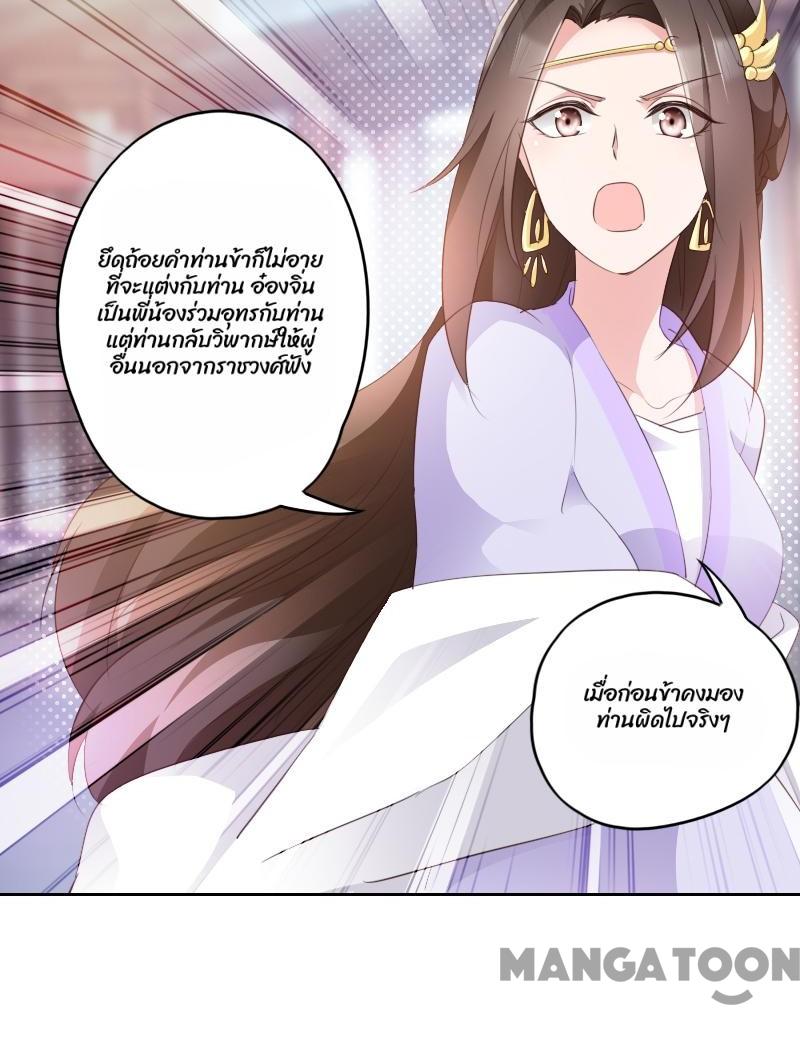 ยึดถ้อยคำท่านข้าก็ไม่อาย
ที่จะแต่งกับท่าน อ๋องจิ่น
เป็นพี่น้องร่วมอุทรกับท่าน
แต่ท่านกลับวิพากษ์ให้ผู้
อื่นนอกจากราชวงศ์ฟัง
เมื่อก่อนข้าคงมอง
ท่านผิดไปจริงๆ
MANGATOON